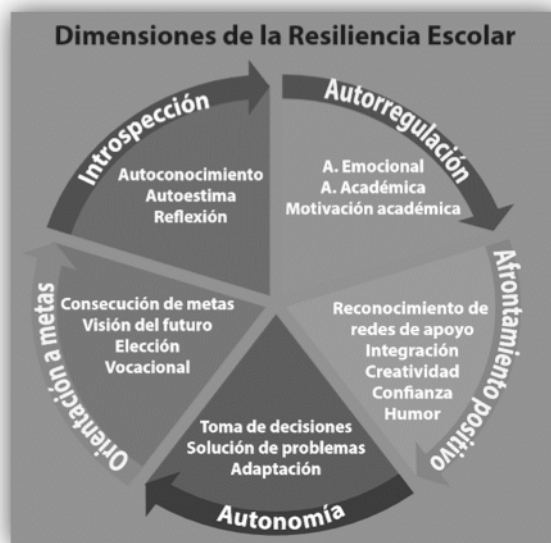 Dimensiones de la Resiliencia Escolar
Introspección
Autoconocimiento
Autoestima
Reflexión
Autorregulación
A. Emocional
A. Académica
Motivación académica
Afrontamiento positivo
Reconocimiento de
redes de apoyo
Integración
Creatividad
Confianza
Humor
Autonomía
Toma de decisiones
Solución de problemas
Adaptación
Orientación a metas
Consecución de metas
Visión del futuro
Elección
Vocacional